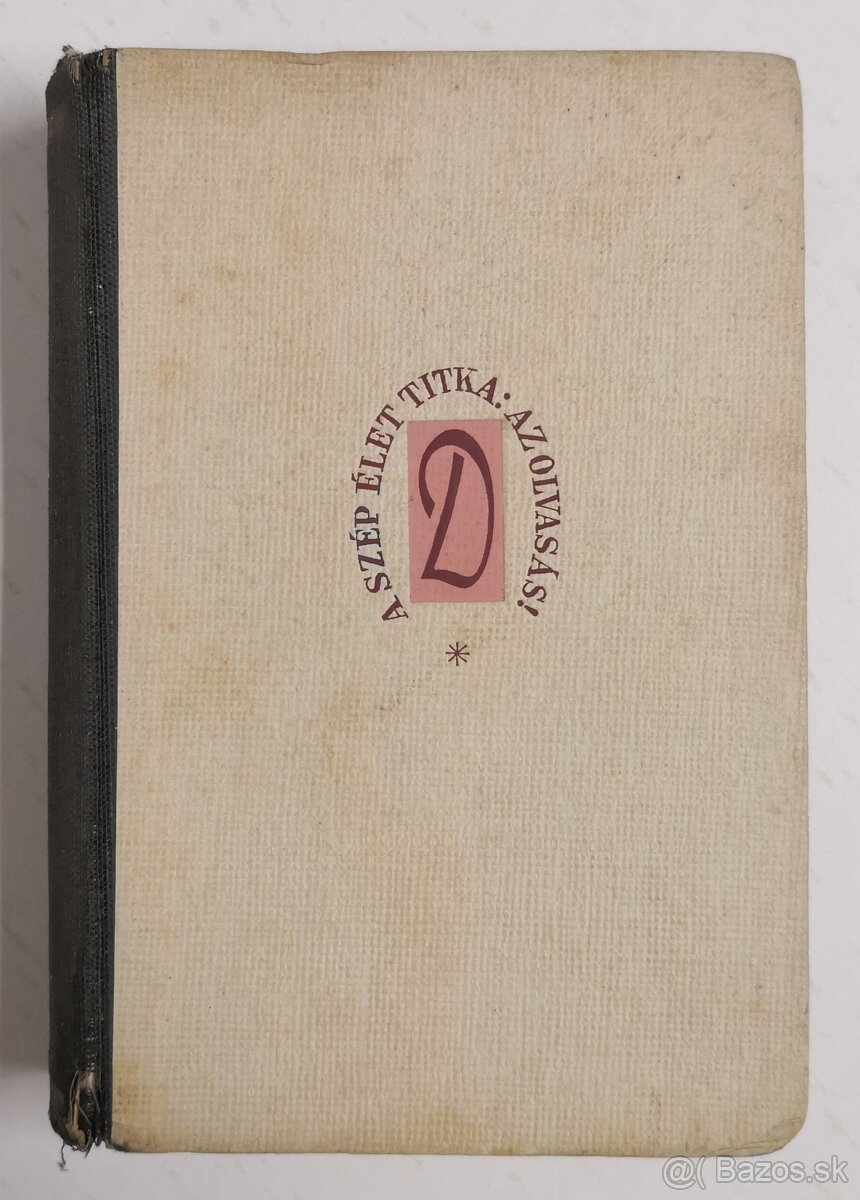 A SZÉP ÉLET TITKA: AZ OLVASÁS!
D
*
@( Bazos.sk